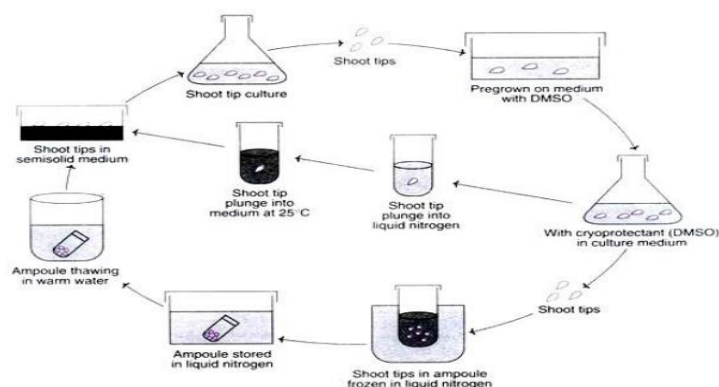 Shoot tips
Shoot tip culture
Pregrown on medium
with DMSO
Shoot tips in
semisolid medium
Shoot tip
plunge into
medium at 25°C
Shoot tip
plunge into
liquid nitrogen
With cryoprotectant (DMSO)
in culture medium
Ampoule thawing
in warm water
Shoot tips
Ampoule stored
in liquid nitrogen
Shoot tips in ampoule
frozen in liquid nitrogen